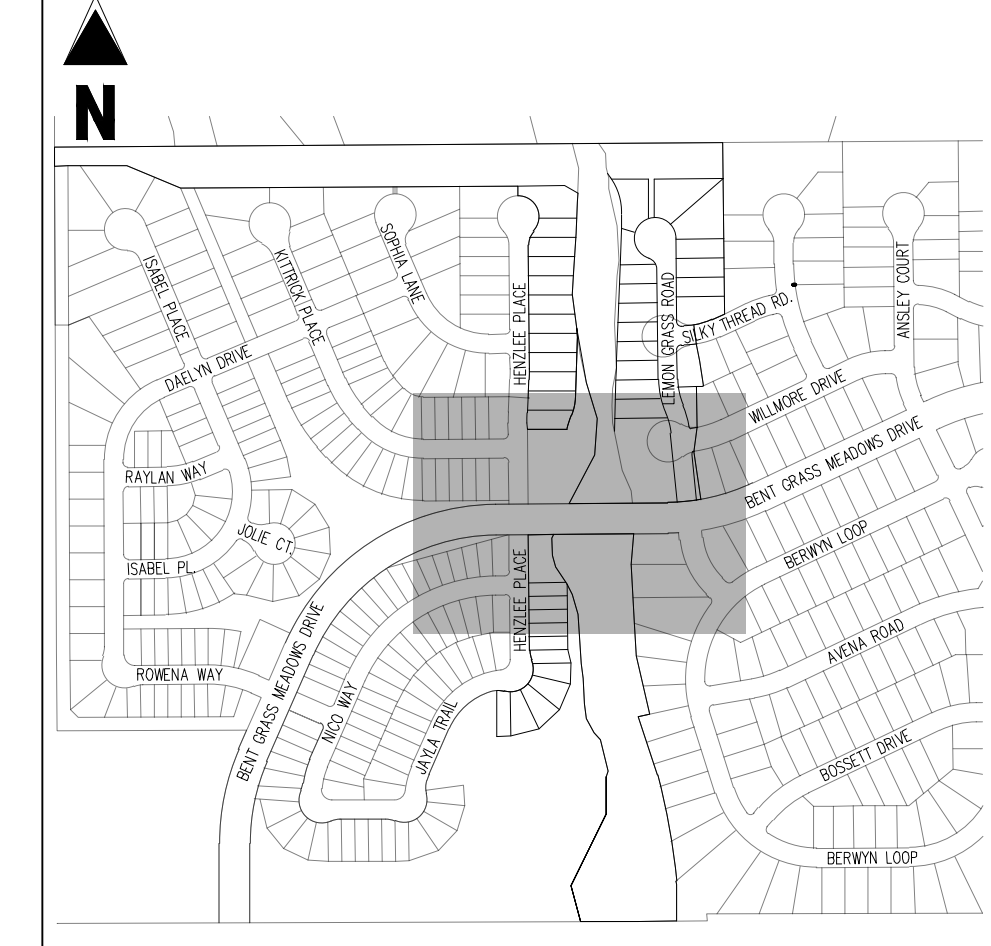 N
ISABEL PLACE
KITTRICK PLACE
SOPHIA LANE
HENZLEE PLACE
LEMON GRASS ROAD
SILKY THREAD RD.
ANSLEY COURT
DAELYN DRIVE
WILLMORE DRIVE
BENT GRASS MEADOWS DRIVE
RAYLAN WAY
JOLIE CT.
ISABEL PL.
BERWYN LOOP
HENZLEE PLACE
AVENA ROAD
ROWENA WAY
BENT GRASS MEADOWS DRIVE
NICO WAY
JAYLA TRAIL
BOSSETT DRIVE
BERWYN LOOP